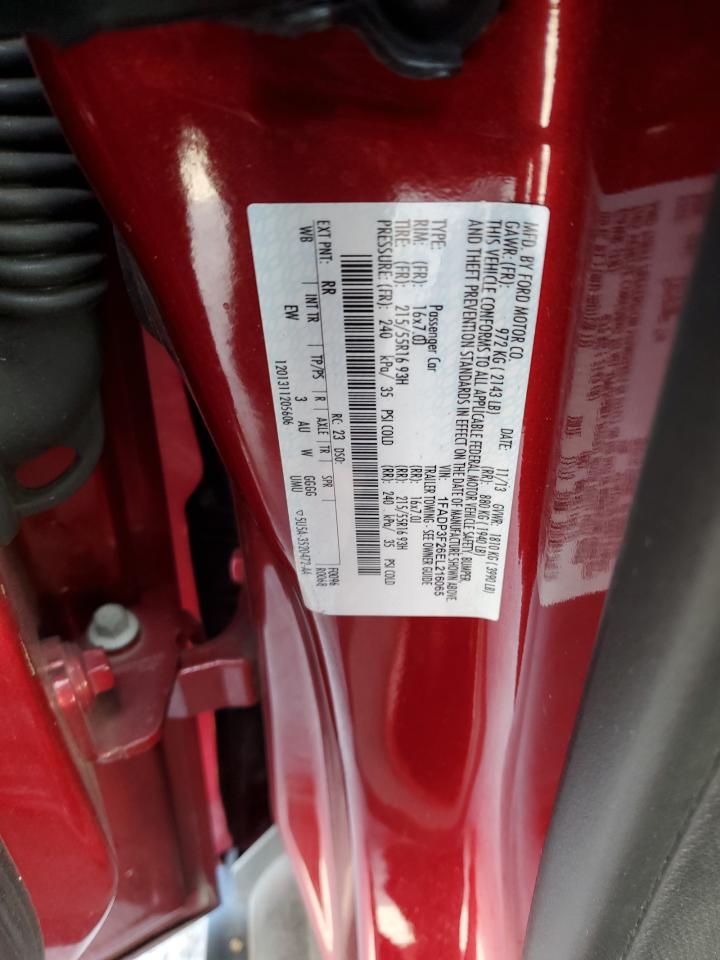 MFD. BY FORD MOTOR CO.
DATE: 11/13 GVWR: 1810 KG ( 3990 LB)
GAWR: (FR): 972 KG ( 2143 LB) (RR): 880 KG ( 1940 LB)
THIS VEHICLE CONFORMS TO ALL APPLICABLE FEDERAL MOTOR VEHICLE SAFETY, BUMPER,
AND THEFT PREVENTION STANDARDS IN EFFECT ON THE DATE OF MANUFACTURE SHOWN ABOVE
VIN: 1FADP3F26EL216065
TYPE: Passenger Car TRAILER TOWING - SEE OWNER GUIDE
RIM: (FR): 16x7.0J (RR): 16x7.0J
TIRE: (FR): 215/55R16 93H (RR): 215/55R16 93H
PRESSURE: (FR): 240 kPa/ 35 PSI COLD (RR): 240 kPa/ 35 PSI COLD
RC: 23 DSO: F0096
EXT PNT: RR R0068
WB INT TR TP/PS R AXLE TR SPR
EW 3 AU W GGGG
UMU
1201311205606 ▽5U5A-3520472-AA